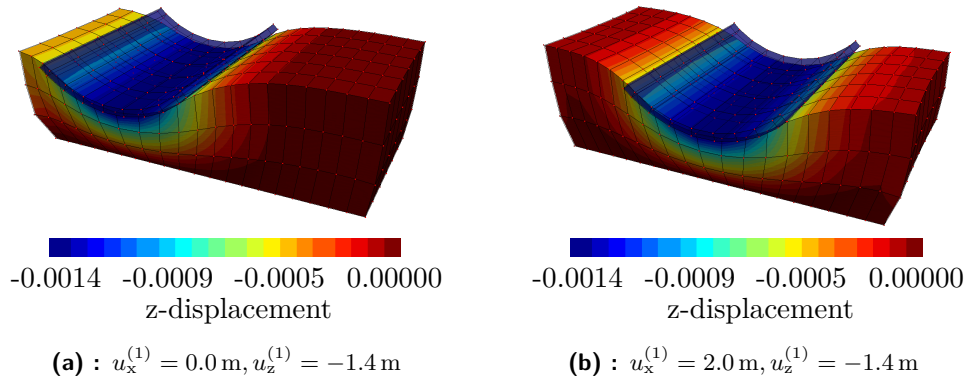 -0.0014 -0.0009 -0.0005 0.00000
z-displacement
(a) : u_x^{(1)} = 0.0 m, u_z^{(1)} = −1.4 m
-0.0014 -0.0009 -0.0005 0.00000
z-displacement
(b) : u_x^{(1)} = 2.0 m, u_z^{(1)} = −1.4 m